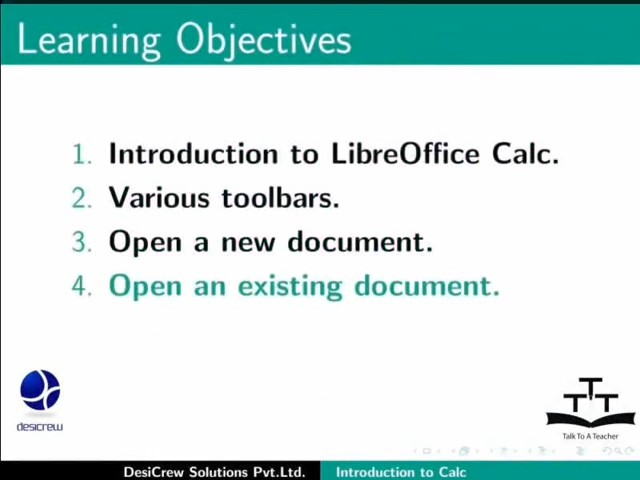 Learning Objectives
1. Introduction to LibreOffice Calc.
2. Various toolbars.
3. Open a new document.
4. Open an existing document.
desicrew
TTT
Talk To A Teacher
DesiCrew Solutions Pvt.Ltd. Introduction to Calc